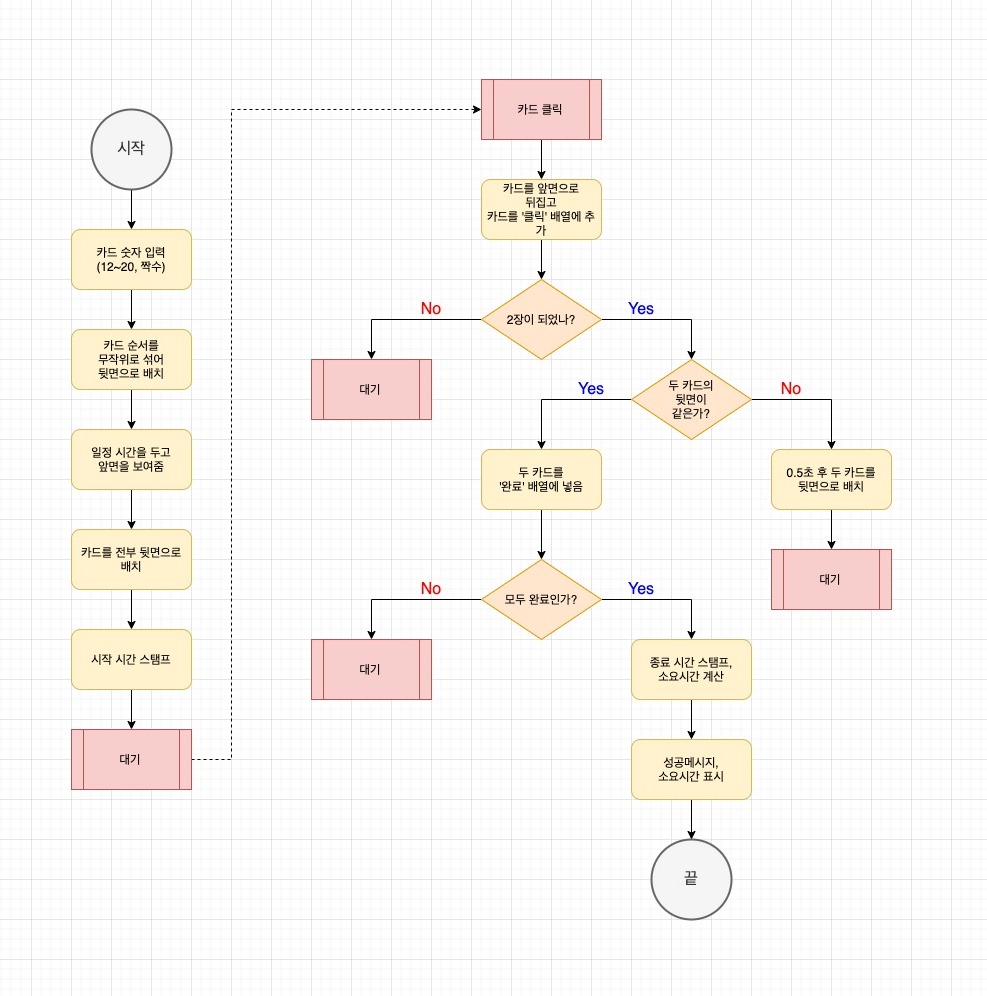 시작
카드 숫자 입력
(12~20, 짝수)
카드 순서를
무작위로 섞어
뒷면으로 배치
일정 시간을 두고
앞면을 보여줌
카드를 전부 뒷면으로
배치
시작 시간 스탬프
대기
카드 클릭
카드를 앞면으로
뒤집고
카드를 '클릭' 배열에 추
가
2장이 되었나?
No
Yes
대기
두 카드의
뒷면이
같은가?
Yes
No
두 카드를
'완료' 배열에 넣음
0.5초 후 두 카드를
뒷면으로 배치
대기
모두 완료인가?
No
Yes
대기
종료 시간 스탬프,
소요시간 계산
성공메시지,
소요시간 표시
끝